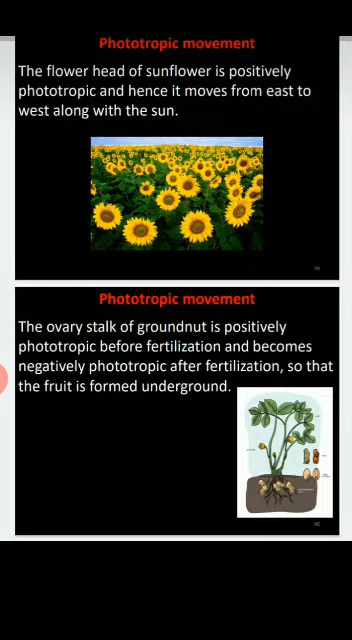 Phototropic movement
The flower head of sunflower is positively
phototropic and hence it moves from east to
west along with the sun.
Phototropic movement
The ovary stalk of groundnut is positively
phototropic before fertilization and becomes
negatively phototropic after fertilization, so that
the fruit is formed underground.
40